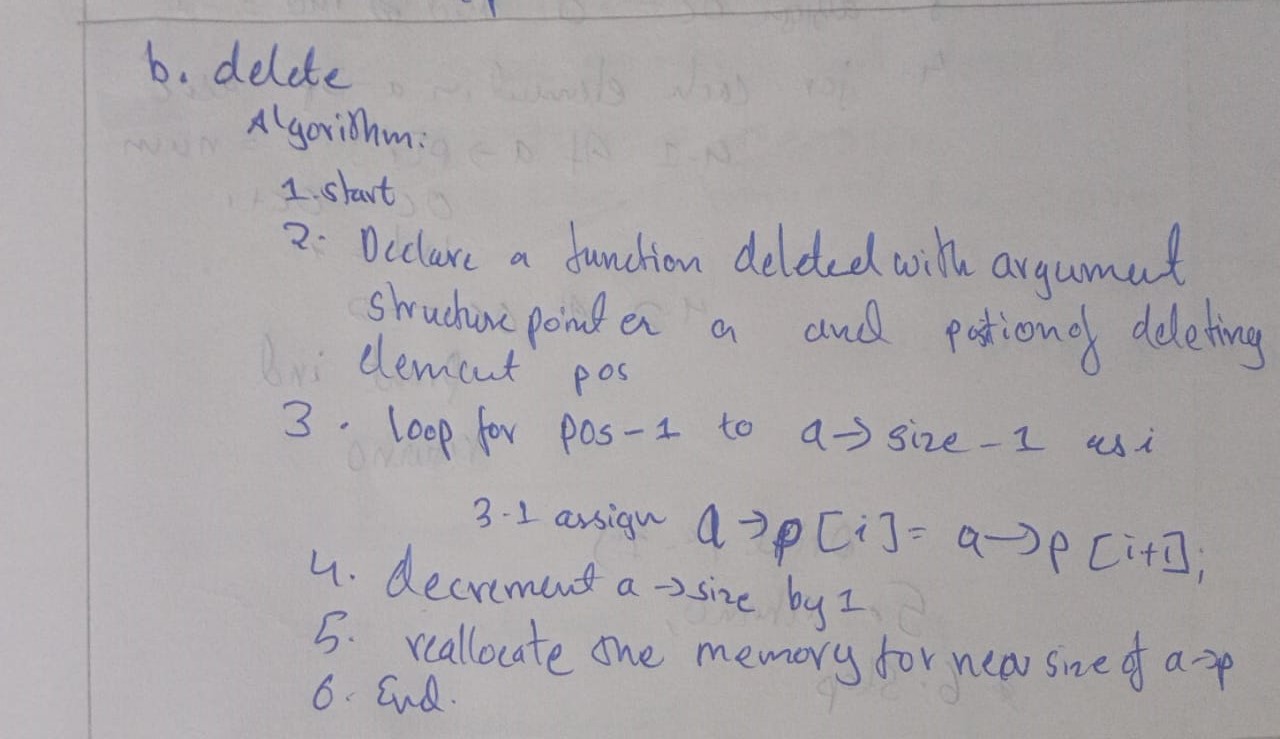 b. delete
Algorithm:
1. start
2. Declare a function deleted with argument
structure pointer a and postion of deleting
element pos
3. loop for pos-1 to a→size-1 as i
3.1 assign a→p[i]= a→p[i+1];
4. decrement a→size by 1
5. reallocate the memory for new size of a→p
6. End.